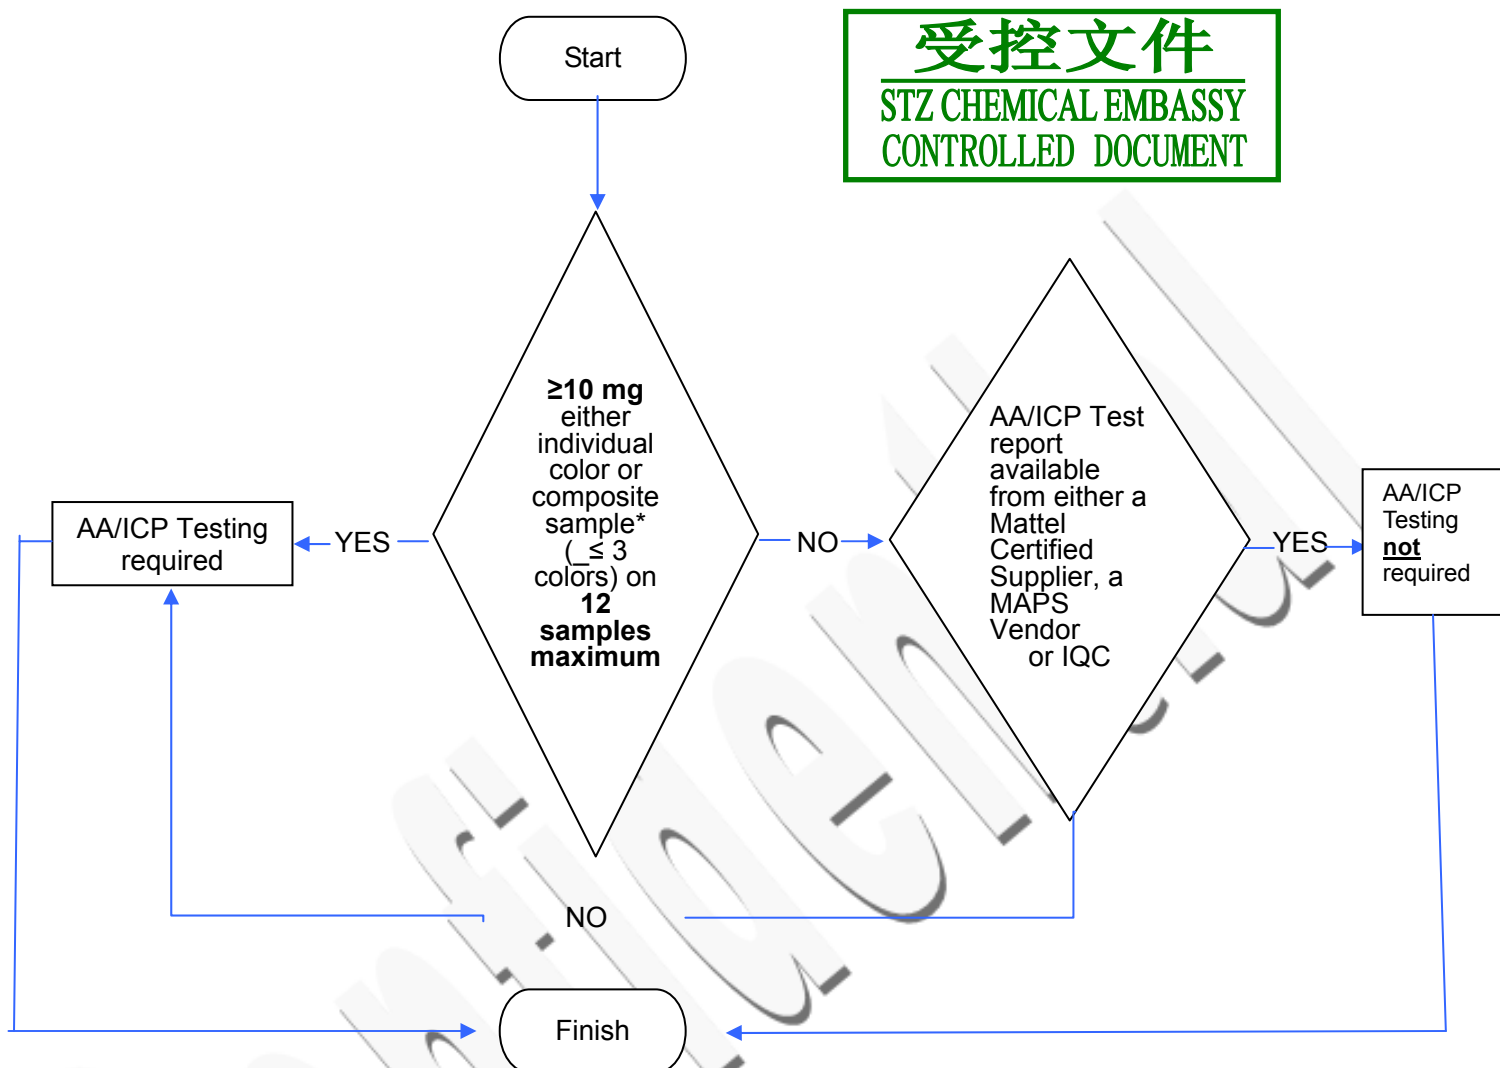 Start
受控文件
STZ CHEMICAL EMBASSY
CONTROLLED DOCUMENT
≥10 mg
either
individual
color or
composite
sample*
(_≤ 3
colors) on
12
samples
maximum
AA/ICP Test
report
available
from either a
Mattel
Certified
Supplier, a
MAPS
Vendor
or IQC
AA/ICP Testing
required
YES
NO
YES
AA/ICP
Testing
not
required
NO
Finish